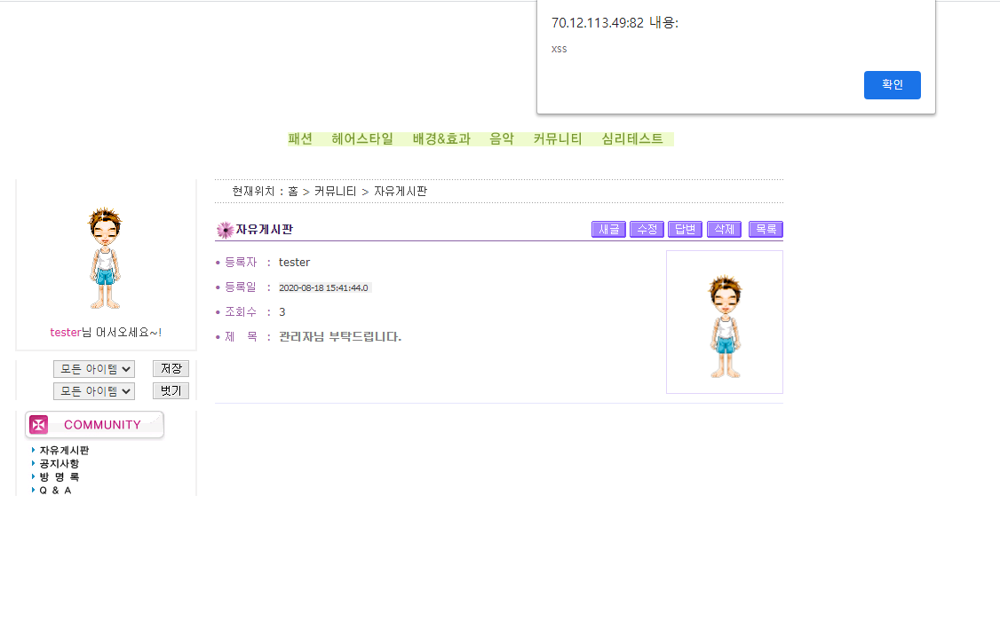 70.12.113.49:82 내용:
xss
확인
패션 헤어스타일 배경&효과 음악 커뮤니티 심리테스트
현재위치 : 홈 > 커뮤니티 > 자유게시판
자유게시판 새글 수정 답변 삭제 목록
• 등록자 : tester
• 등록일 : 2020-08-18 15:41:44.0
• 조회수 : 3
• 제 목 : 관리자님 부탁드립니다.
tester님 어서오세요~!
모든 아이템 저장
모든 아이템 벗기
COMMUNITY
자유게시판
공지사항
방 명 록
Q & A